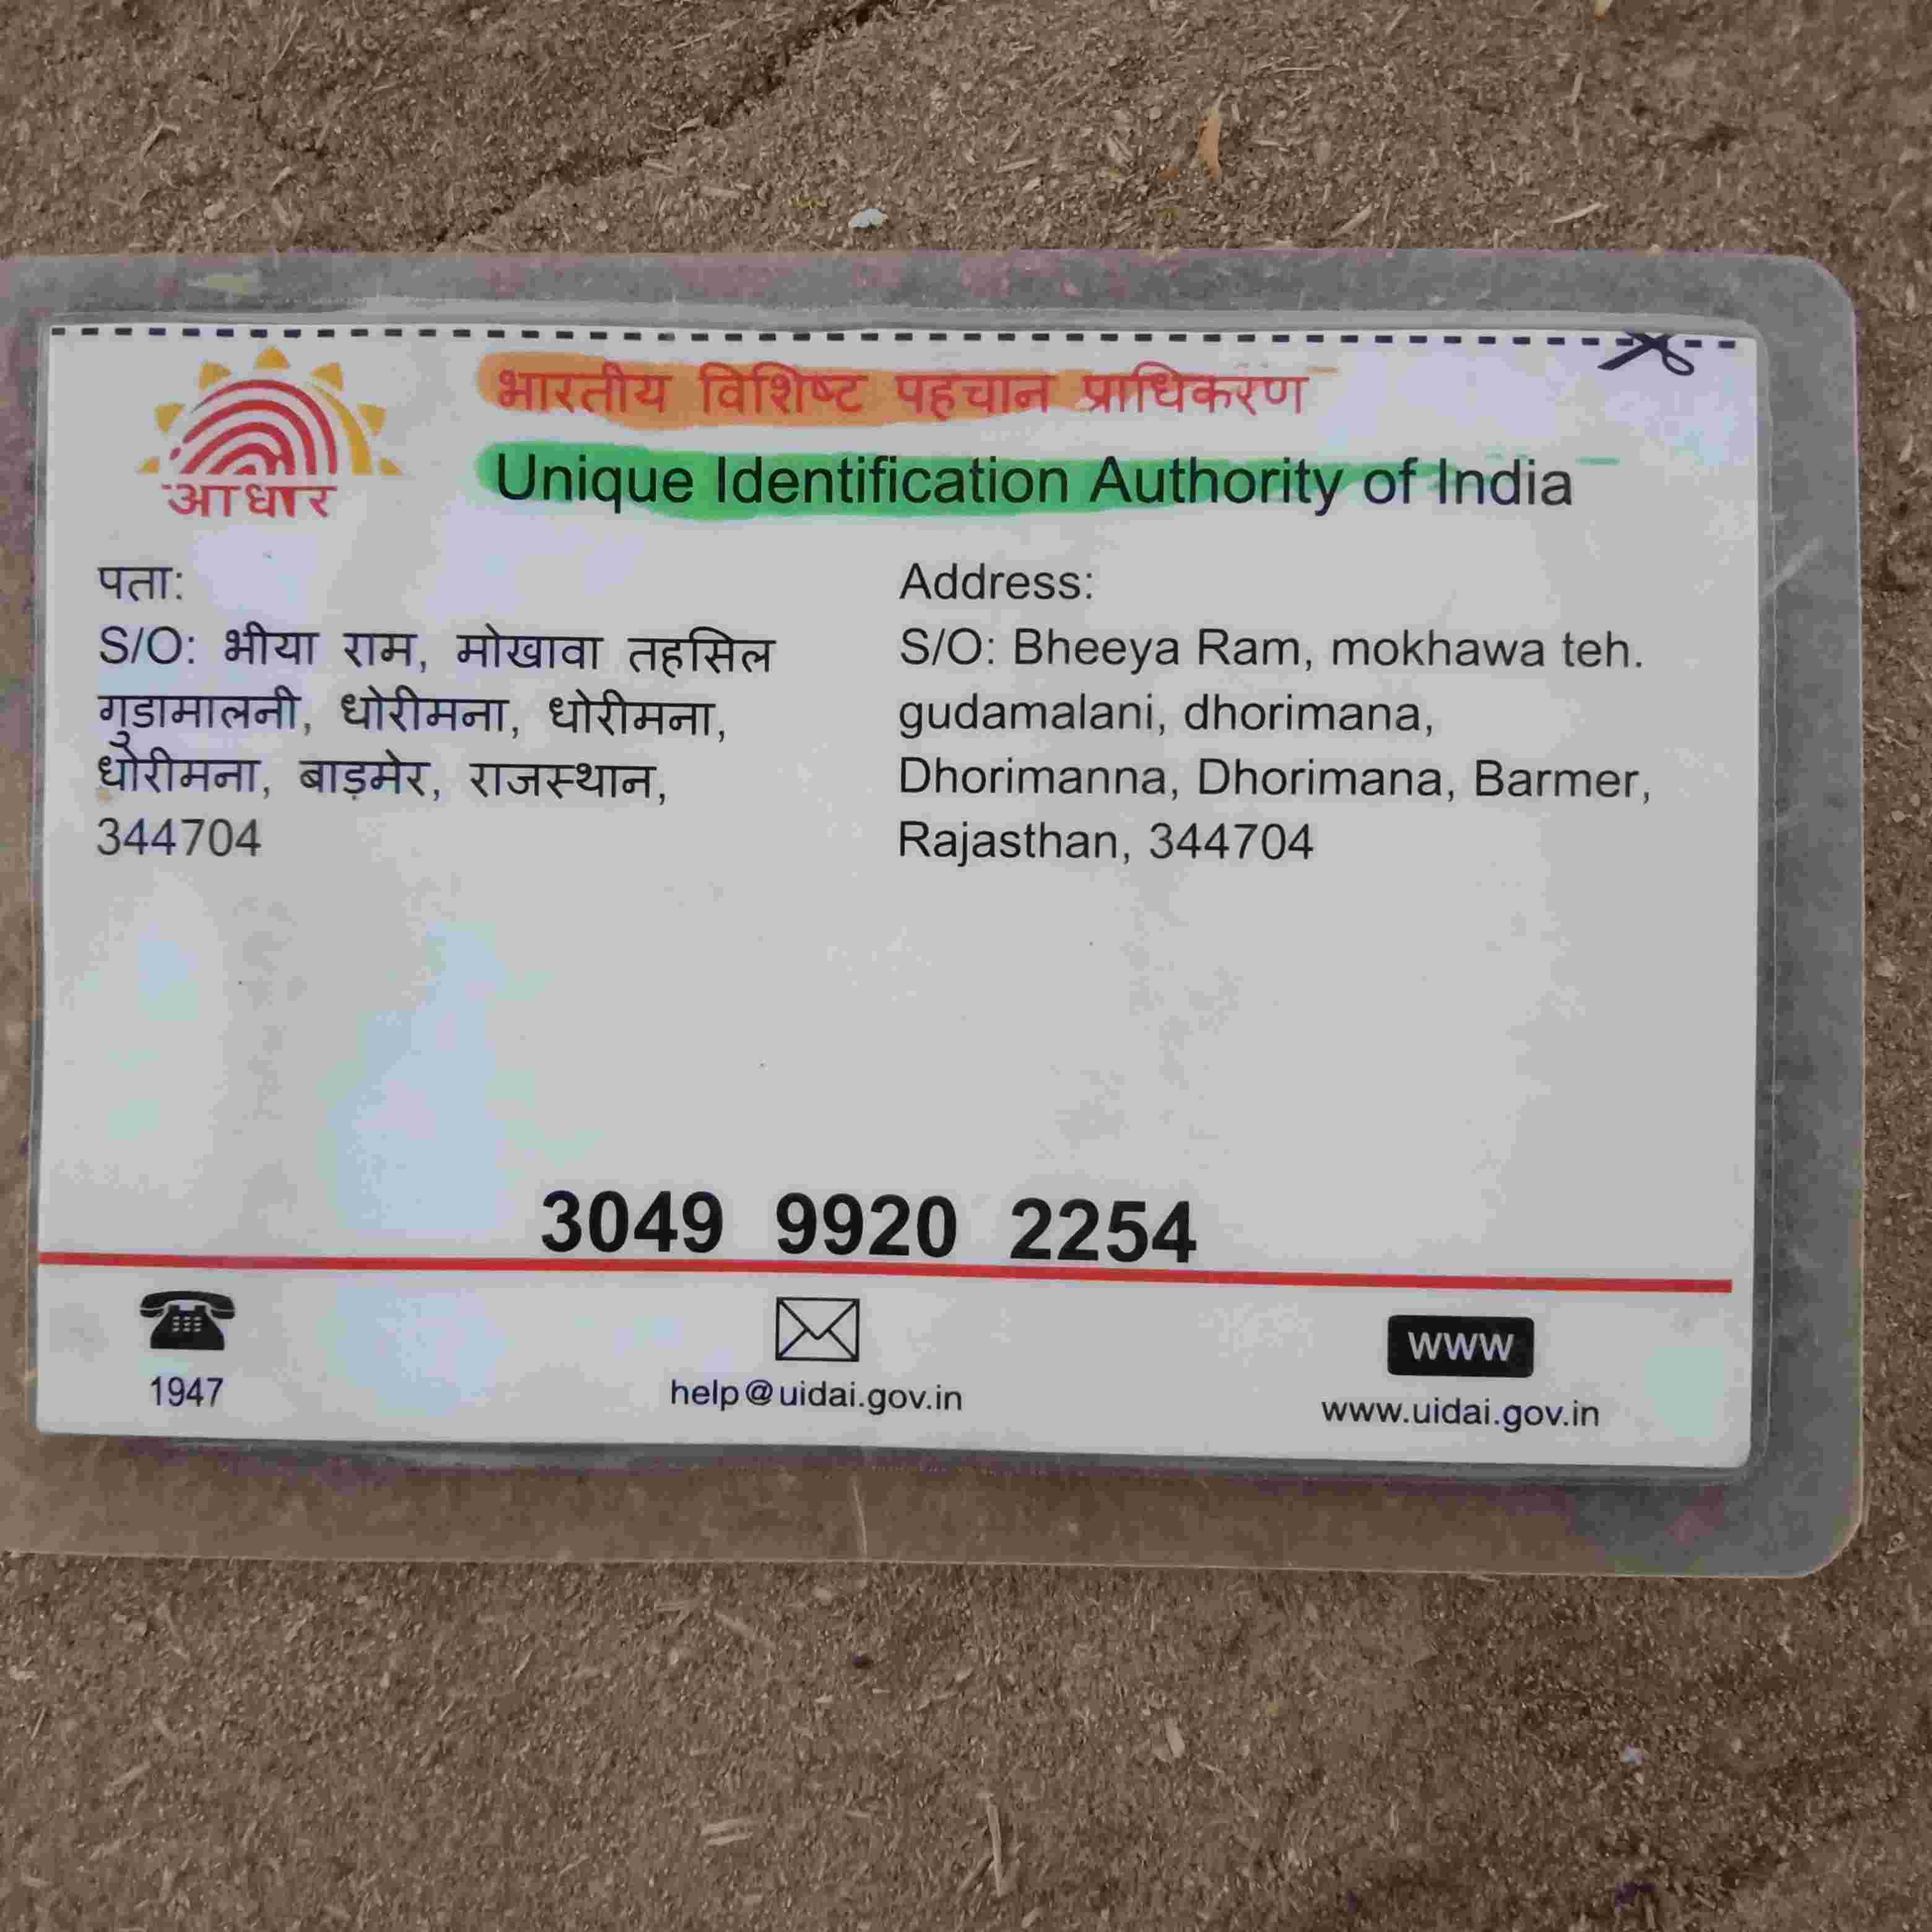 भारतीय विशिष्ट पहचान प्राधिकरण
Unique Identification Authority of India
आधार
पता:
S/O: भीया राम, मोखावा तहसिल
गुडामालनी, धोरीमना, धोरीमना,
धोरीमना, बाड़मेर, राजस्थान,
344704
Address:
S/O: Bheeya Ram, mokhawa teh.
gudamalani, dhorimana,
Dhorimanna, Dhorimana, Barmer,
Rajasthan, 344704
3049 9920 2254
1947
help@uidai.gov.in
WWW
www.uidai.gov.in